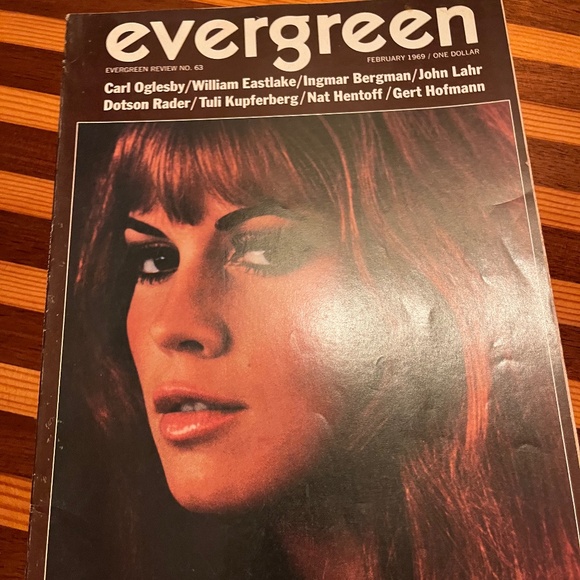 evergreen
EVERGREEN REVIEW NO. 63
FEBRUARY 1969 / ONE DOLLAR
Carl Oglesby/William Eastlake/Ingmar Bergman/John Lahr
Dotson Rader/Tuli Kupferberg/Nat Hentoff/Gert Hofmann